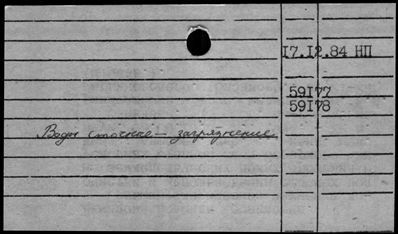 17.12.84 НП
59177
59178
Воды сточные — загрязнение